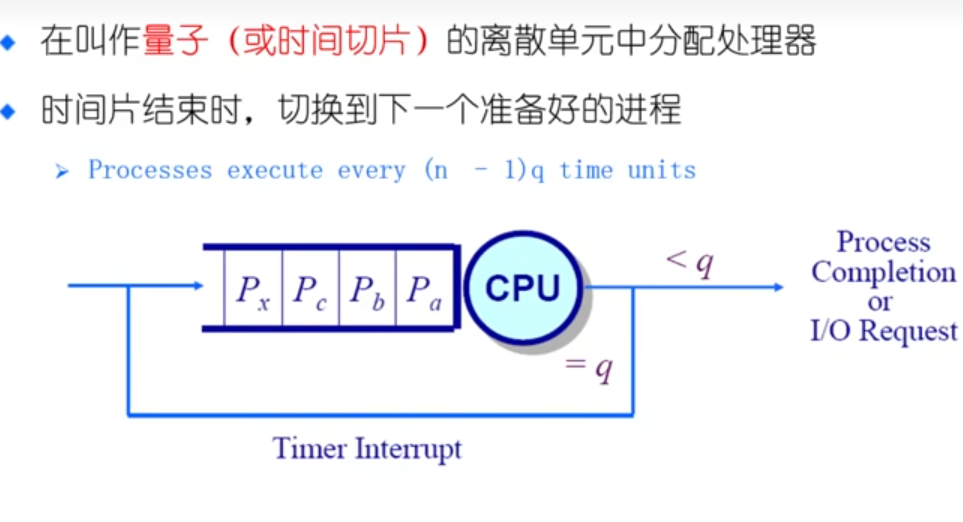 在叫作量子（或时间切片）的离散单元中分配处理器
时间片结束时，切换到下一个准备好的进程
Processes execute every (n - 1)q time units
Px Pc Pb Pa
CPU
< q
= q
Process
Completion
or
I/O Request
Timer Interrupt